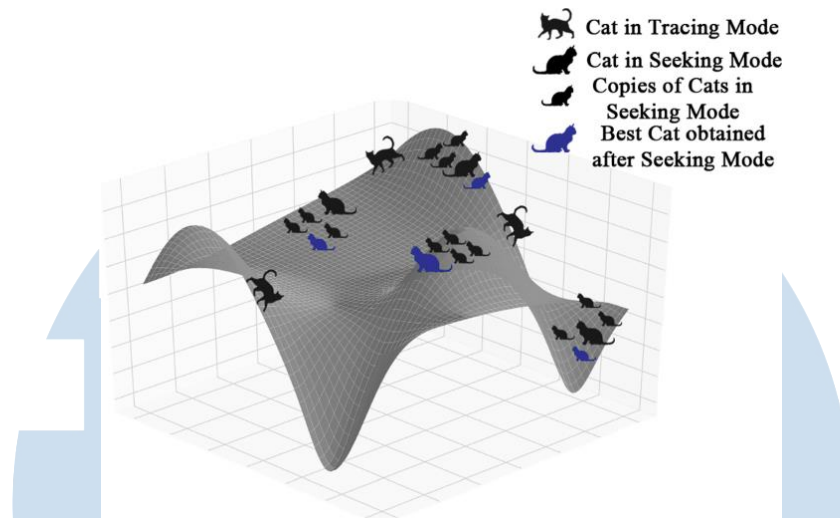 Cat in Tracing Mode
Cat in Seeking Mode
Copies of Cats in
Seeking Mode
Best Cat obtained
after Seeking Mode